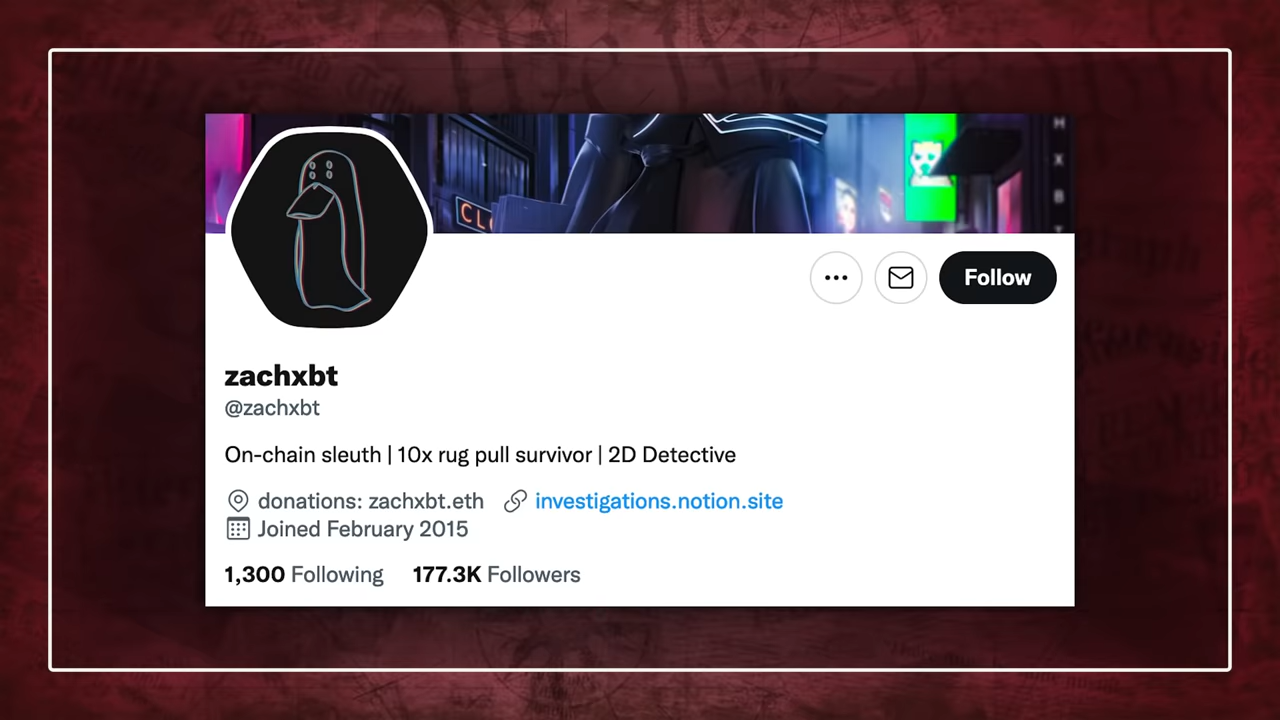 CL
H
X
B
Follow
zachxbt
@zachxbt
On-chain sleuth | 10x rug pull survivor | 2D Detective
donations: zachxbt.eth investigations.notion.site
Joined February 2015
1,300 Following 177.3K Followers